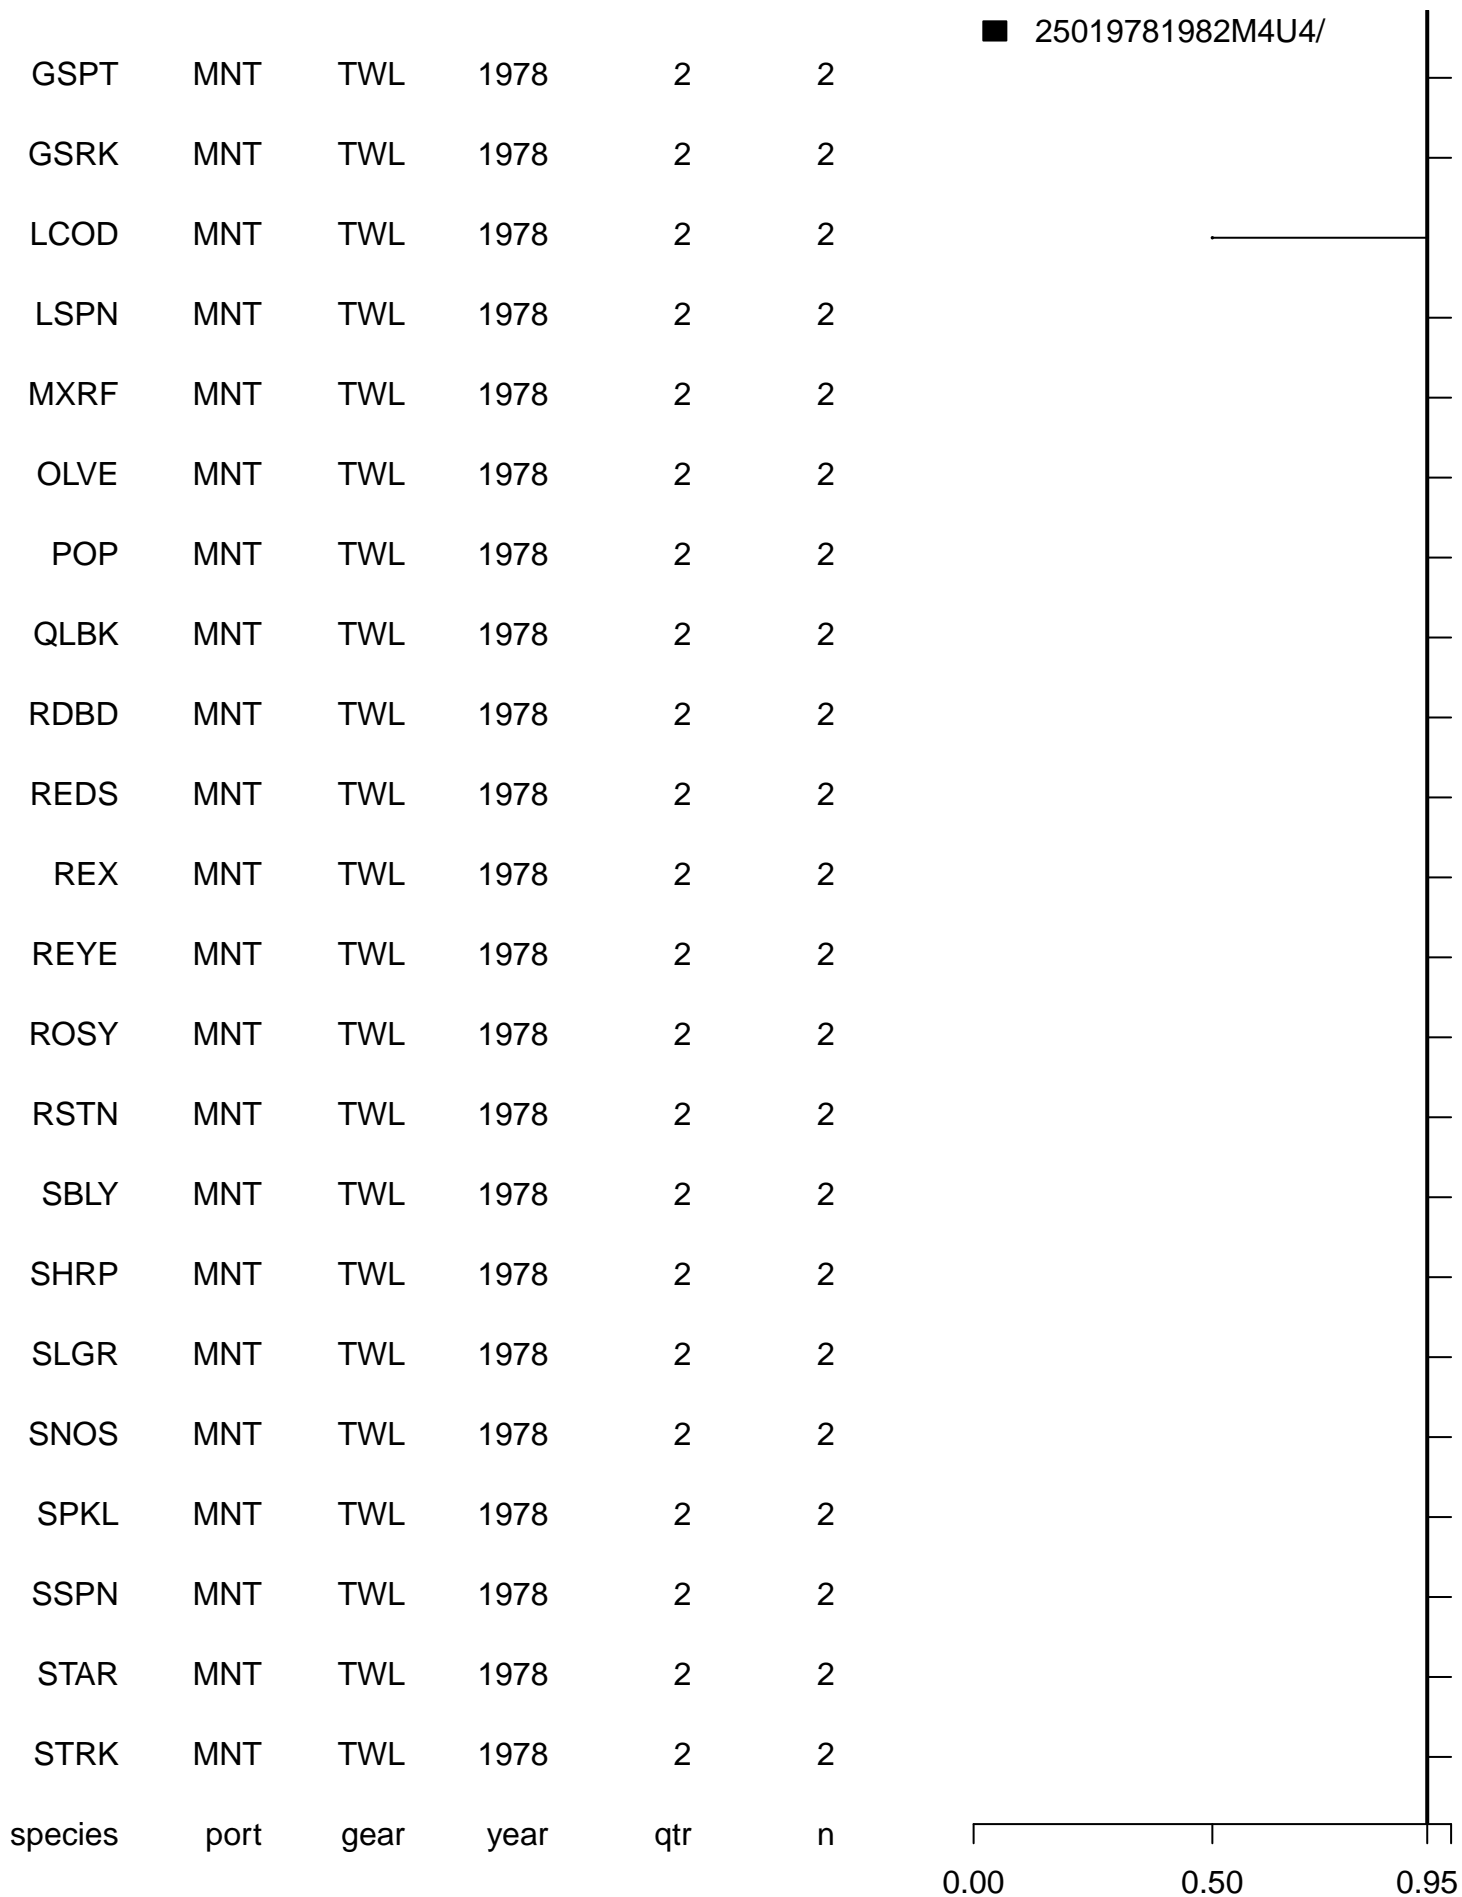 25019781982M4U4/
GSPT MNT TWL 1978 2 2
GSRK MNT TWL 1978 2 2
LCOD MNT TWL 1978 2 2
LSPN MNT TWL 1978 2 2
MXRF MNT TWL 1978 2 2
OLVE MNT TWL 1978 2 2
POP MNT TWL 1978 2 2
QLBK MNT TWL 1978 2 2
RDBD MNT TWL 1978 2 2
REDS MNT TWL 1978 2 2
REX MNT TWL 1978 2 2
REYE MNT TWL 1978 2 2
ROSY MNT TWL 1978 2 2
RSTN MNT TWL 1978 2 2
SBLY MNT TWL 1978 2 2
SHRP MNT TWL 1978 2 2
SLGR MNT TWL 1978 2 2
SNOS MNT TWL 1978 2 2
SPKL MNT TWL 1978 2 2
SSPN MNT TWL 1978 2 2
STAR MNT TWL 1978 2 2
STRK MNT TWL 1978 2 2
species port gear year qtr n
0.00 0.50 0.95